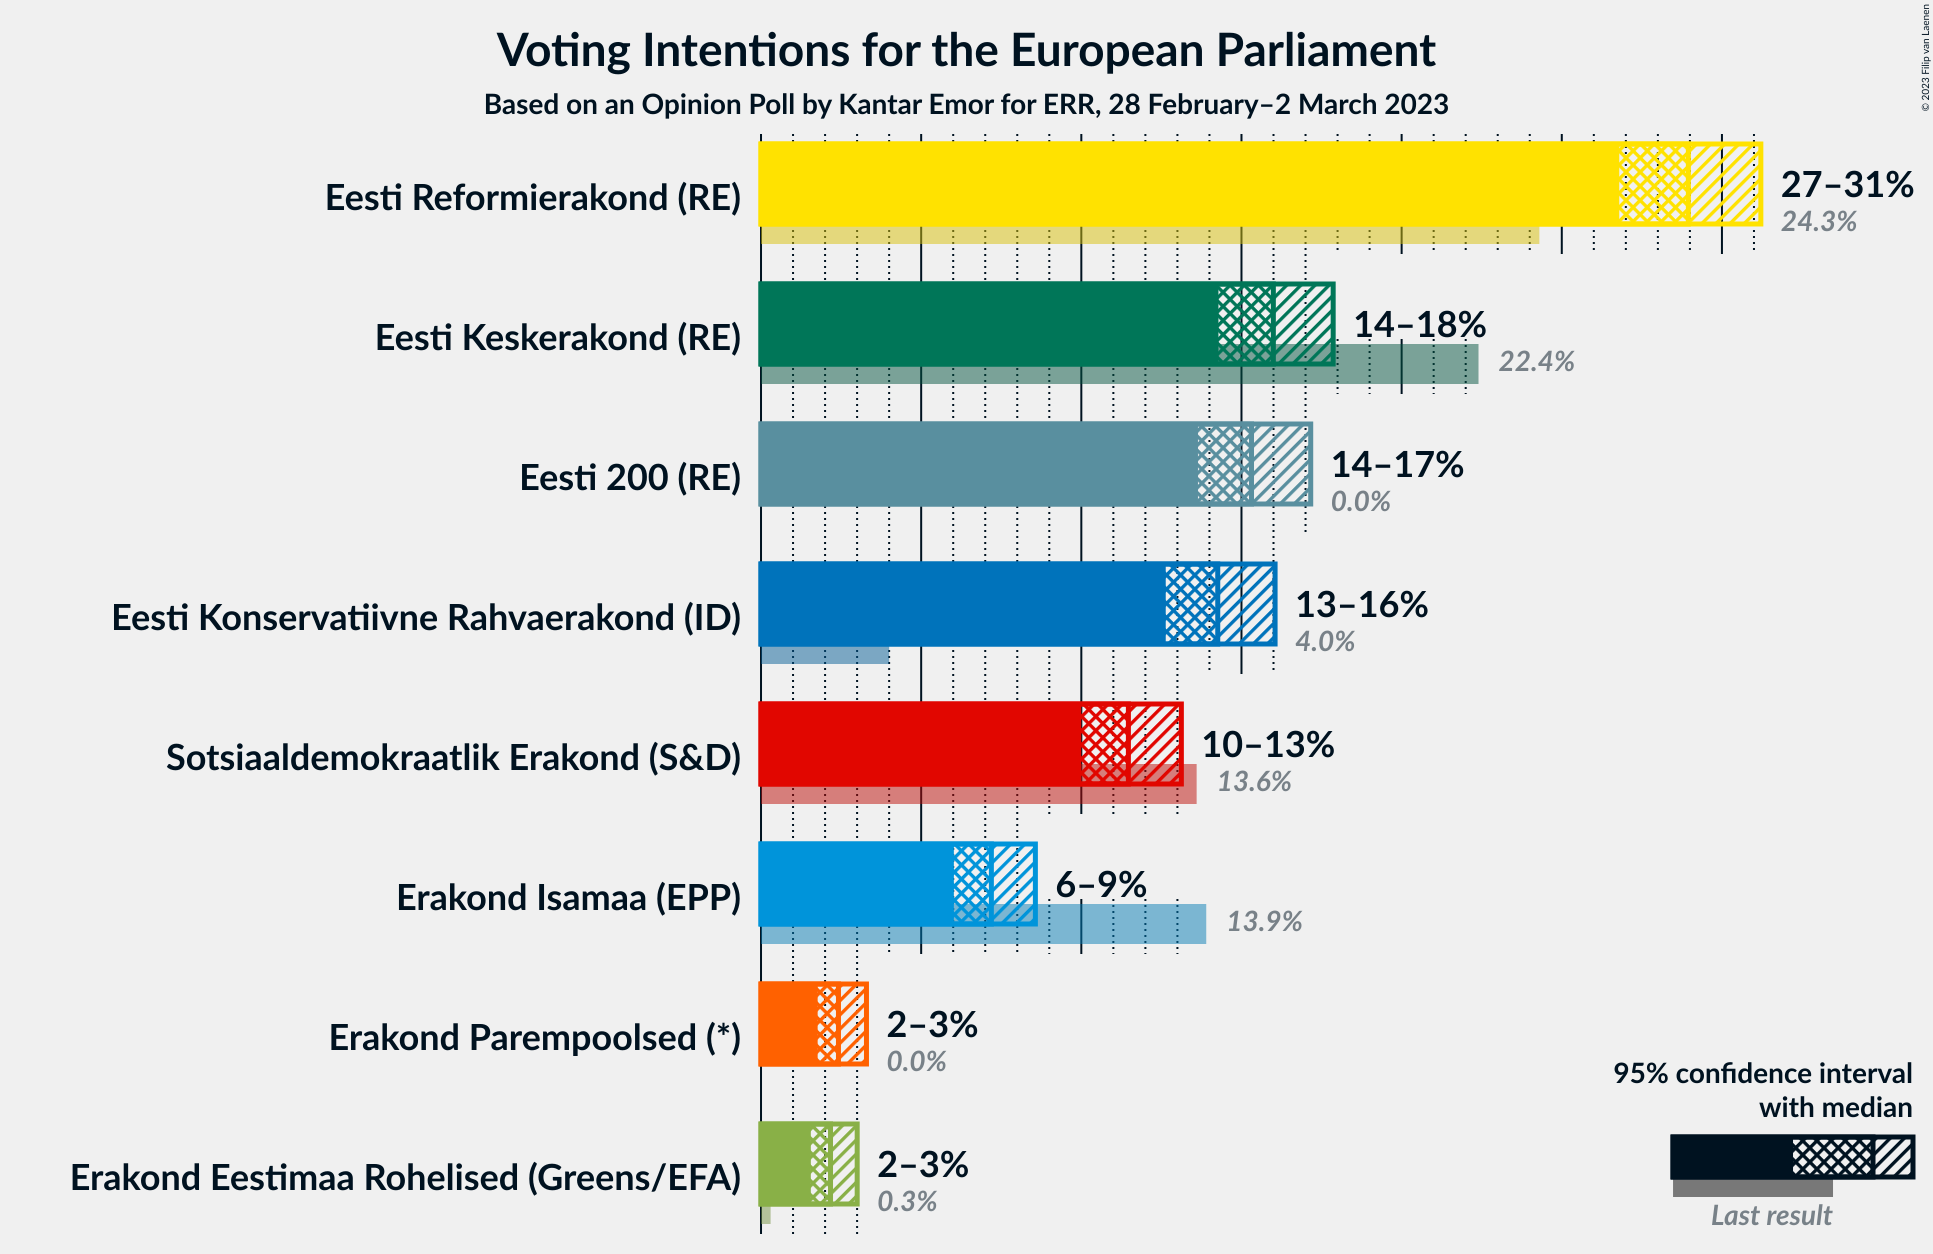 Voting Intentions for the European Parliament
Based on an Opinion Poll by Kantar Emor for ERR, 28 February–2 March 2023
© 2023 Filip van Laenen
Eesti Reformierakond (RE)
27–31%
24.3%
Eesti Keskerakond (RE)
14–18%
22.4%
Eesti 200 (RE)
14–17%
0.0%
Eesti Konservatiivne Rahvaerakond (ID)
13–16%
4.0%
Sotsiaaldemokraatlik Erakond (S&D)
10–13%
13.6%
Erakond Isamaa (EPP)
6–9%
13.9%
Erakond Parempoolsed (*)
2–3%
0.0%
Erakond Eestimaa Rohelised (Greens/EFA)
2–3%
0.3%
95% confidence interval
with median
Last result